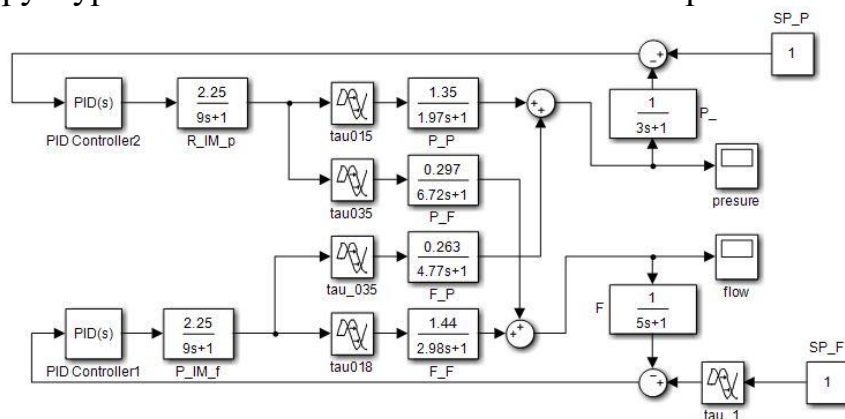 SP_P
1
PID(s)
PID Controller2
2.25
9s+1
R_IM_p
tau015
1.35
1.97s+1
P_P
++
−
−+
1
3s+1
P_
presure
tau035
0.297
6.72s+1
P_F
tau_035
0.263
4.77s+1
F_P
flow
F
1
5s+1
PID(s)
PID Controller1
2.25
9s+1
P_IM_f
tau018
1.44
2.98s+1
F_F
++
SP_F
1
tau_1